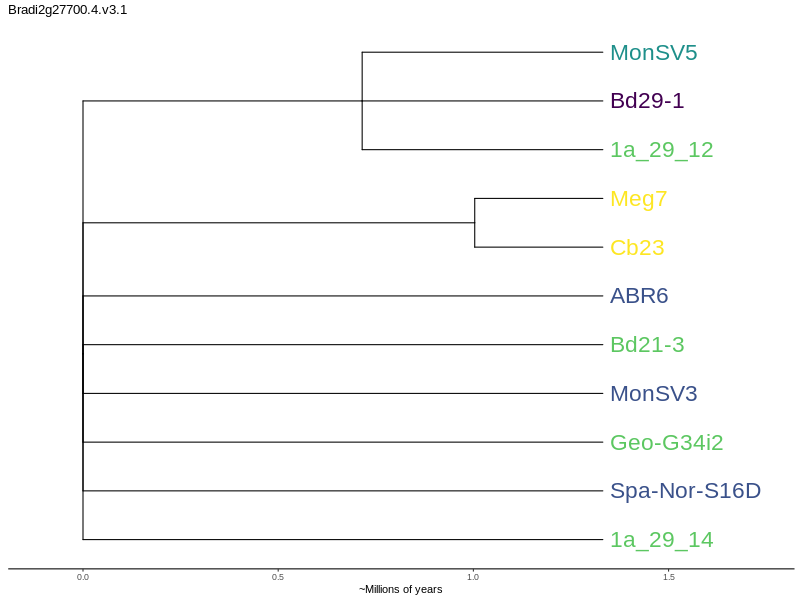 Bradi2g27700.4.v3.1
MonSV5
Bd29-1
1a_29_12
Meg7
Cb23
ABR6
Bd21-3
MonSV3
Geo-G34i2
Spa-Nor-S16D
1a_29_14
0.0 0.5 1.0 1.5
~Millions of years